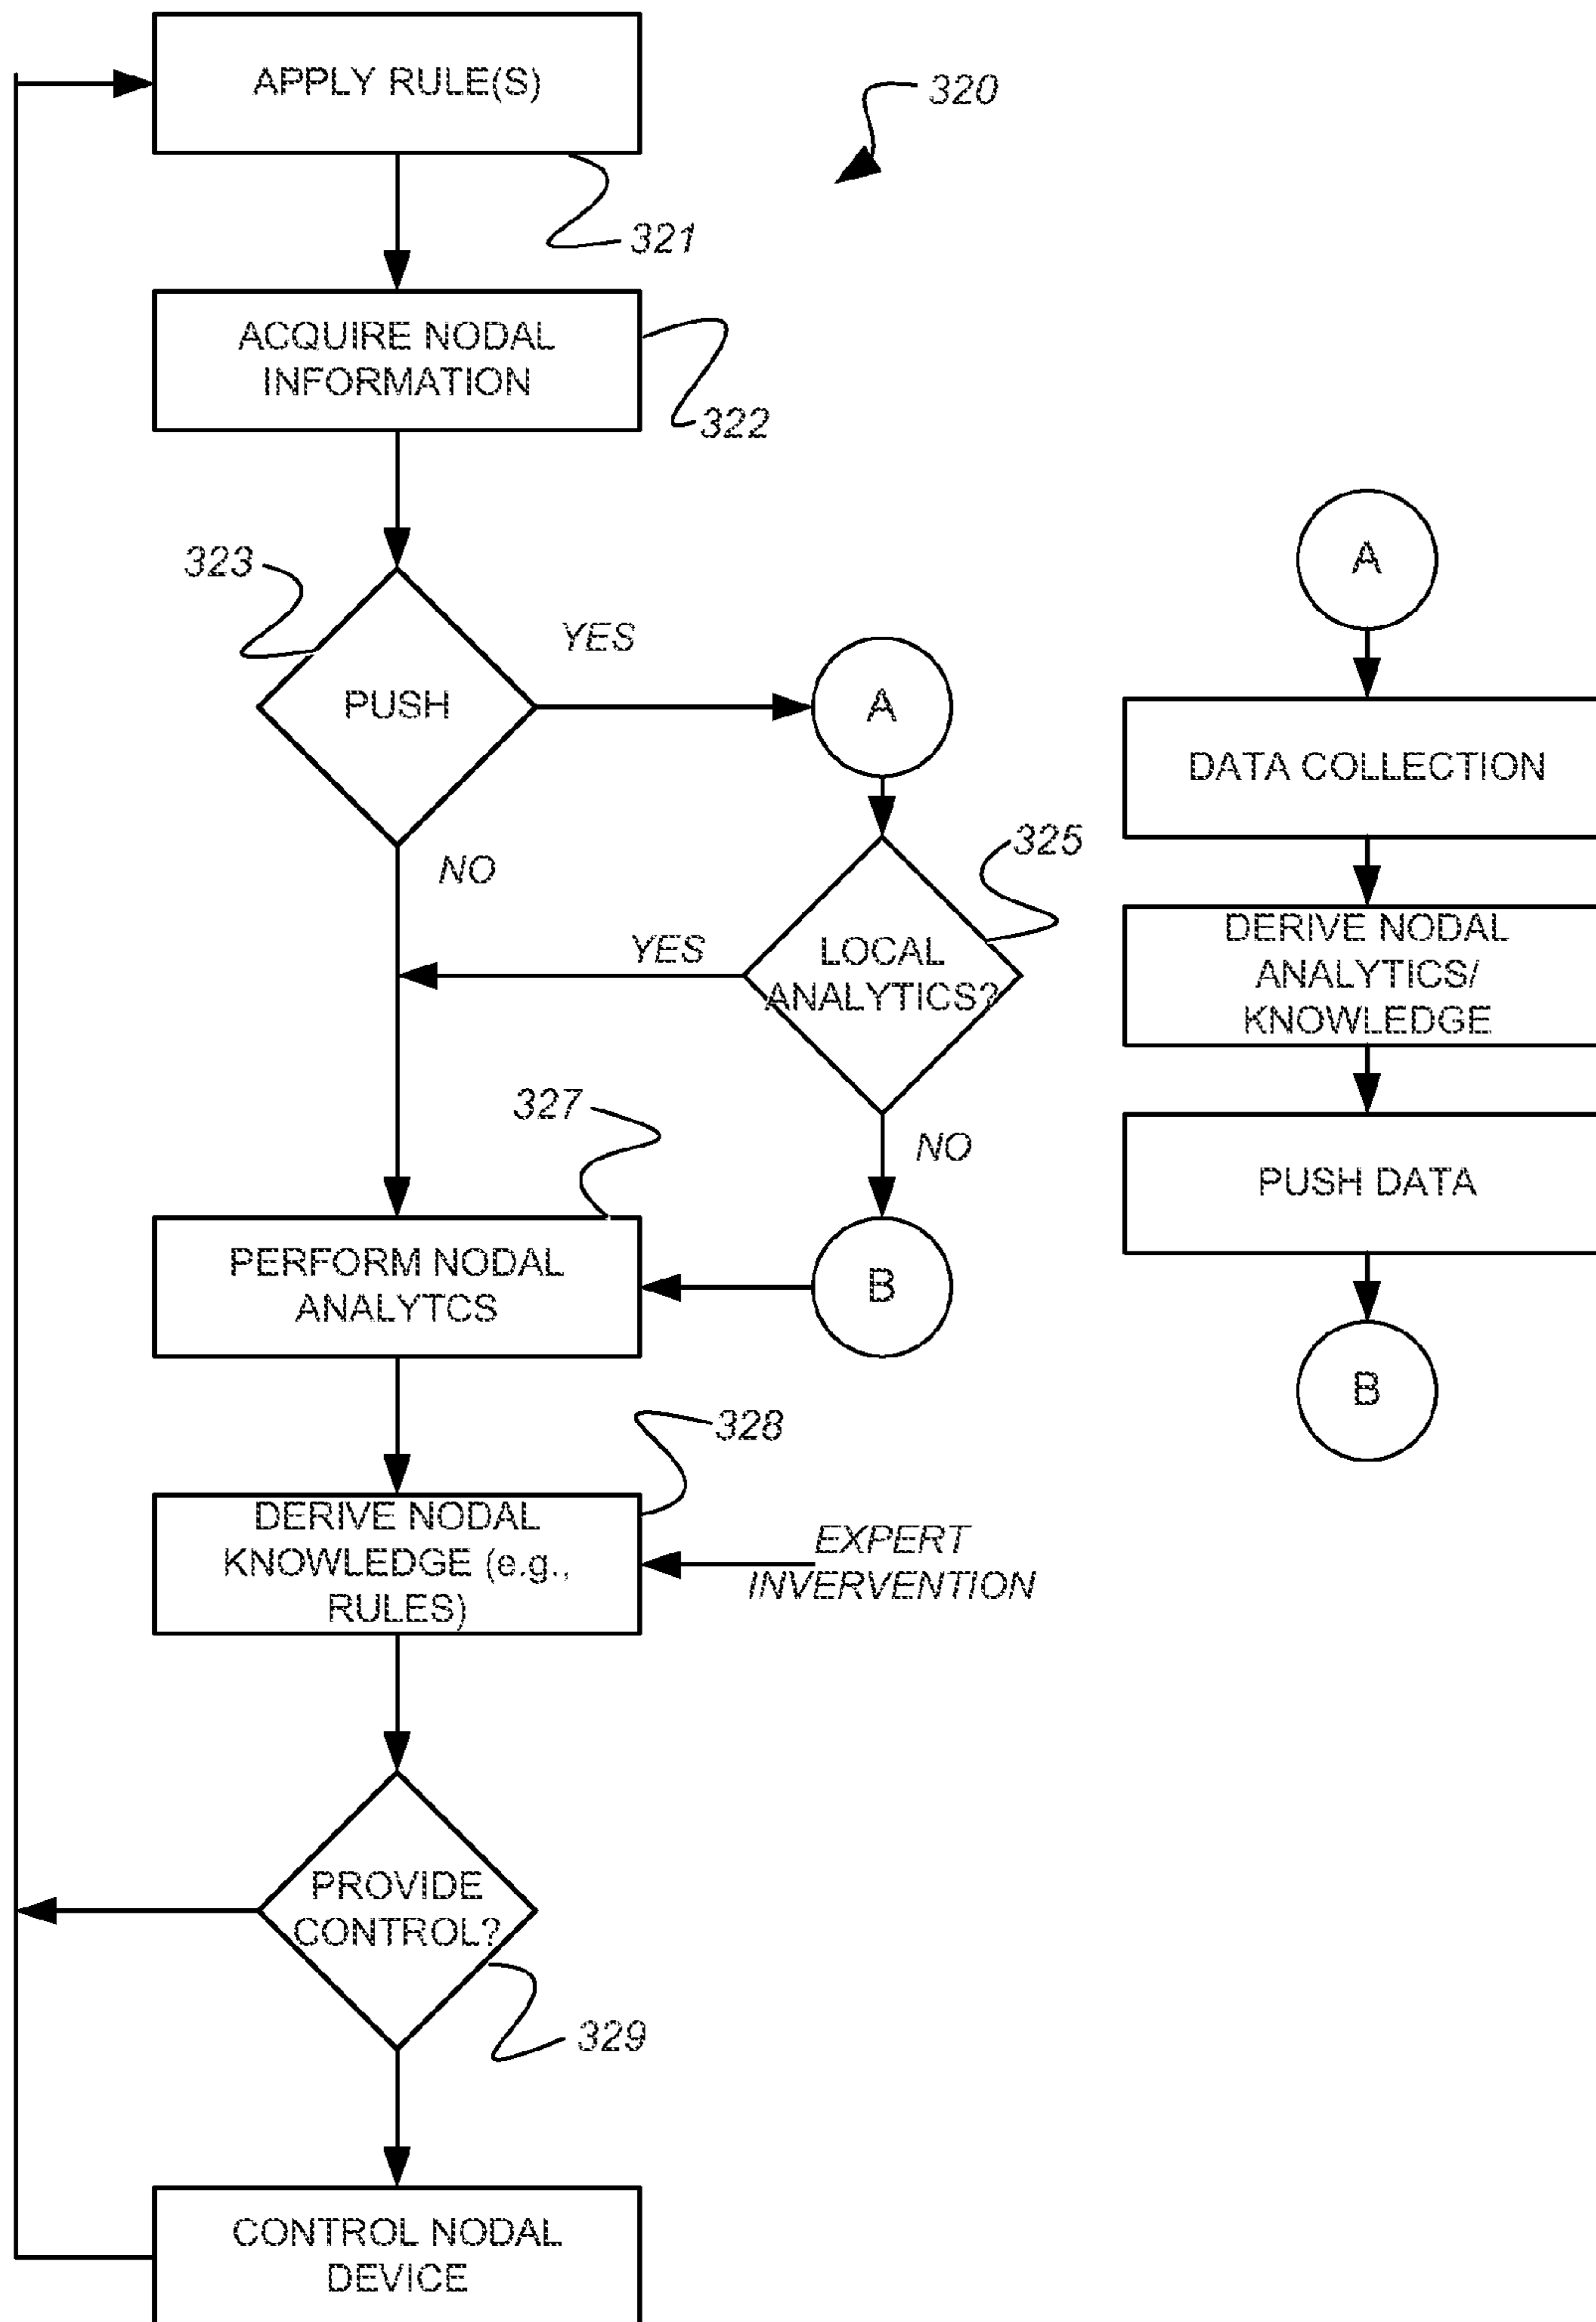 APPLY RULE(S)
320
321
ACQUIRE NODAL
INFORMATION
322
323
YES
PUSH
A
NO
325
YES
LOCAL
ANALYTICS?
327
NO
PERFORM NODAL
ANALYTCS
B
328
DERIVE NODAL
KNOWLEDGE (e.g.,
RULES)
EXPERT
INVERVENTION
PROVIDE
CONTROL?
329
CONTROL NODAL
DEVICE
A
DATA COLLECTION
DERIVE NODAL
ANALYTICS/
KNOWLEDGE
PUSH DATA
B